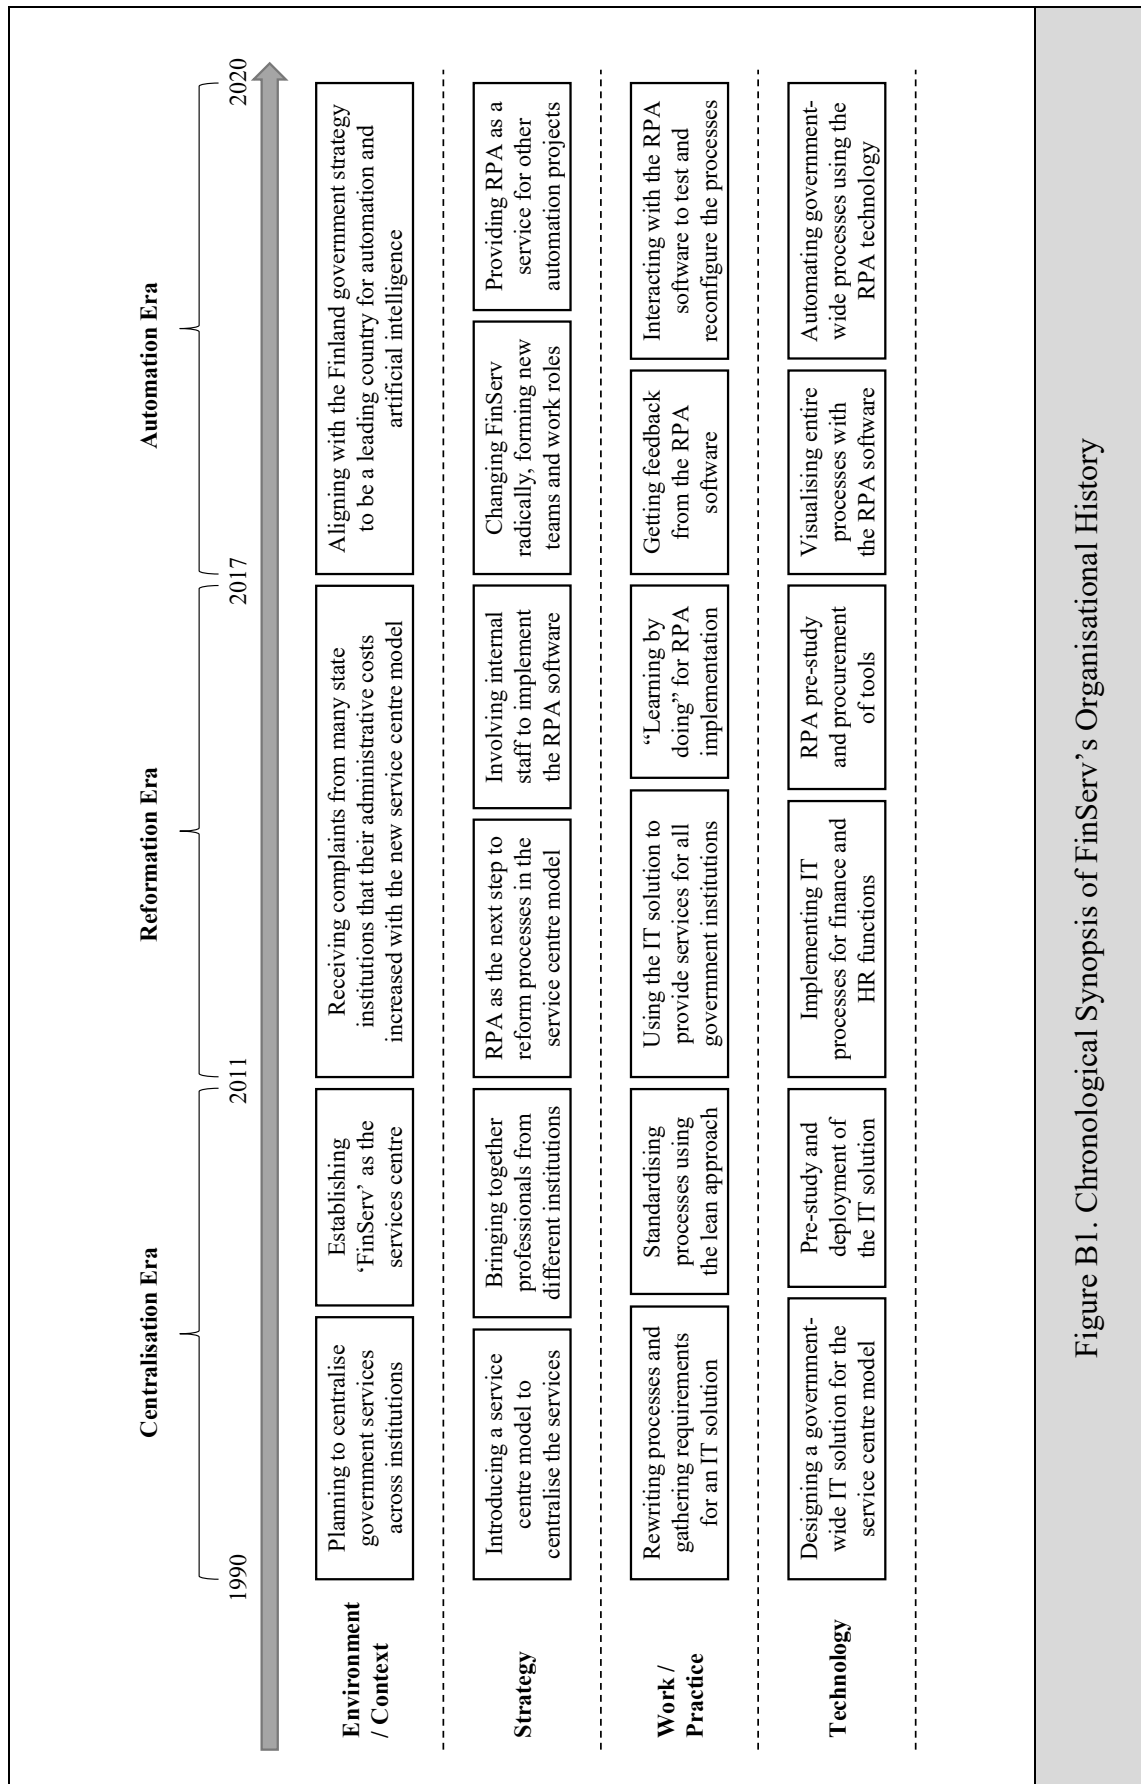 Centralisation Era
Reformation Era
Automation Era
1990
2011
2017
2020
Environment
/ Context
Planning to centralise
government services
across institutions
Establishing
‘FinServ’ as the
services centre
Receiving complaints from many state
institutions that their administrative costs
increased with the new service centre model
Aligning with the Finland government strategy
to be a leading country for automation and
artificial intelligence
Strategy
Introducing a service
centre model to
centralise the services
Bringing together
professionals from
different institutions
RPA as the next step to
reform processes in the
service centre model
Involving internal
staff to implement
the RPA software
Changing FinServ
radically, forming new
teams and work roles
Providing RPA as a
service for other
automation projects
Work /
Practice
Rewriting processes and
gathering requirements
for an IT solution
Standardising
processes using
the lean approach
Using the IT solution to
provide services for all
government institutions
“Learning by
doing” for RPA
implementation
Getting feedback
from the RPA
software
Interacting with the RPA
software to test and
reconfigure the processes
Technology
Designing a government-
wide IT solution for the
service centre model
Pre-study and
deployment of
the IT solution
Implementing IT
processes for finance and
HR functions
RPA pre-study
and procurement
of tools
Visualising entire
processes with
the RPA software
Automating government-
wide processes using the
RPA technology
Figure B1. Chronological Synopsis of FinServ’s Organisational History